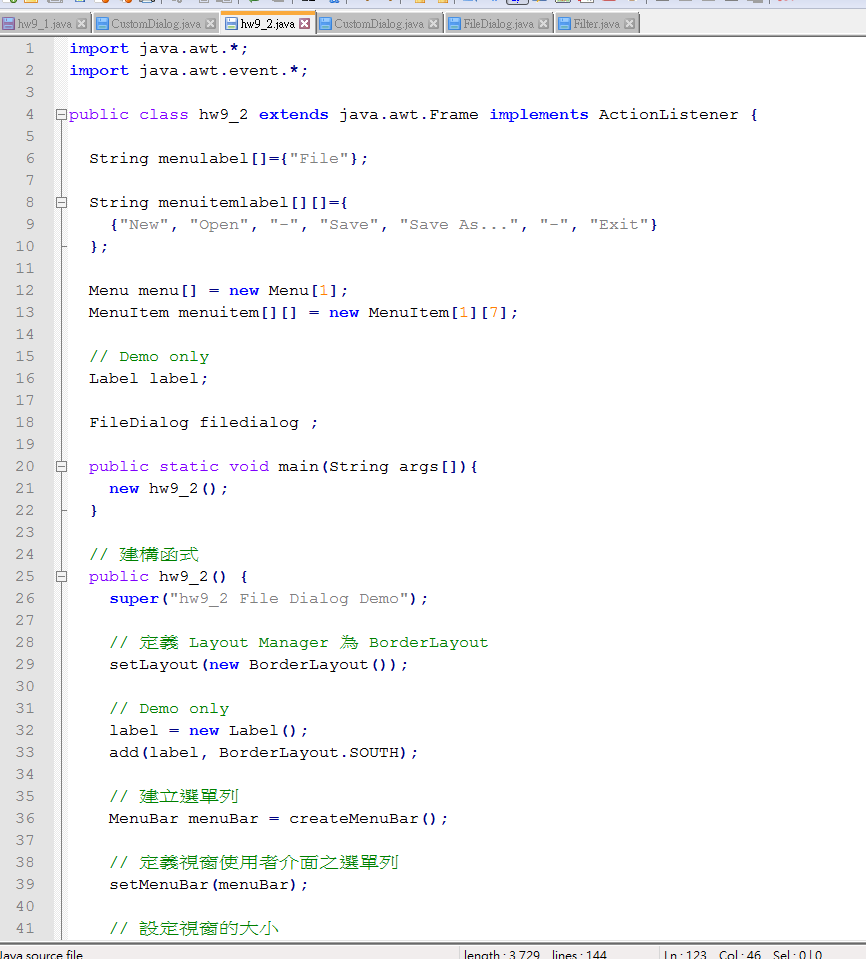 hw9_1.java CustomDialog.java hw9_2.java CustomDialog.java FileDialog.java Filter.java
1 import java.awt.*;
2 import java.awt.event.*;
3
4 public class hw9_2 extends java.awt.Frame implements ActionListener {
5
6 String menulabel[]={"File"};
7
8 String menuitemlabel[][]={
9 {"New", "Open", "-", "Save", "Save As...", "-", "Exit"}
10 };
11
12 Menu menu[] = new Menu[1];
13 MenuItem menuitem[][] = new MenuItem[1][7];
14
15 // Demo only
16 Label label;
17
18 FileDialog filedialog ;
19
20 public static void main(String args[]){
21 new hw9_2();
22 }
23
24 // 建構函式
25 public hw9_2() {
26 super("hw9_2 File Dialog Demo");
27
28 // 定義 Layout Manager 為 BorderLayout
29 setLayout(new BorderLayout());
30
31 // Demo only
32 label = new Label();
33 add(label, BorderLayout.SOUTH);
34
35 // 建立選單列
36 MenuBar menuBar = createMenuBar();
37
38 // 定義視窗使用者介面之選單列
39 setMenuBar(menuBar);
40
41 // 設定視窗的大小
Java source file length : 3,729 lines : 144 Ln : 123 Col : 46 Sel : 0 | 0